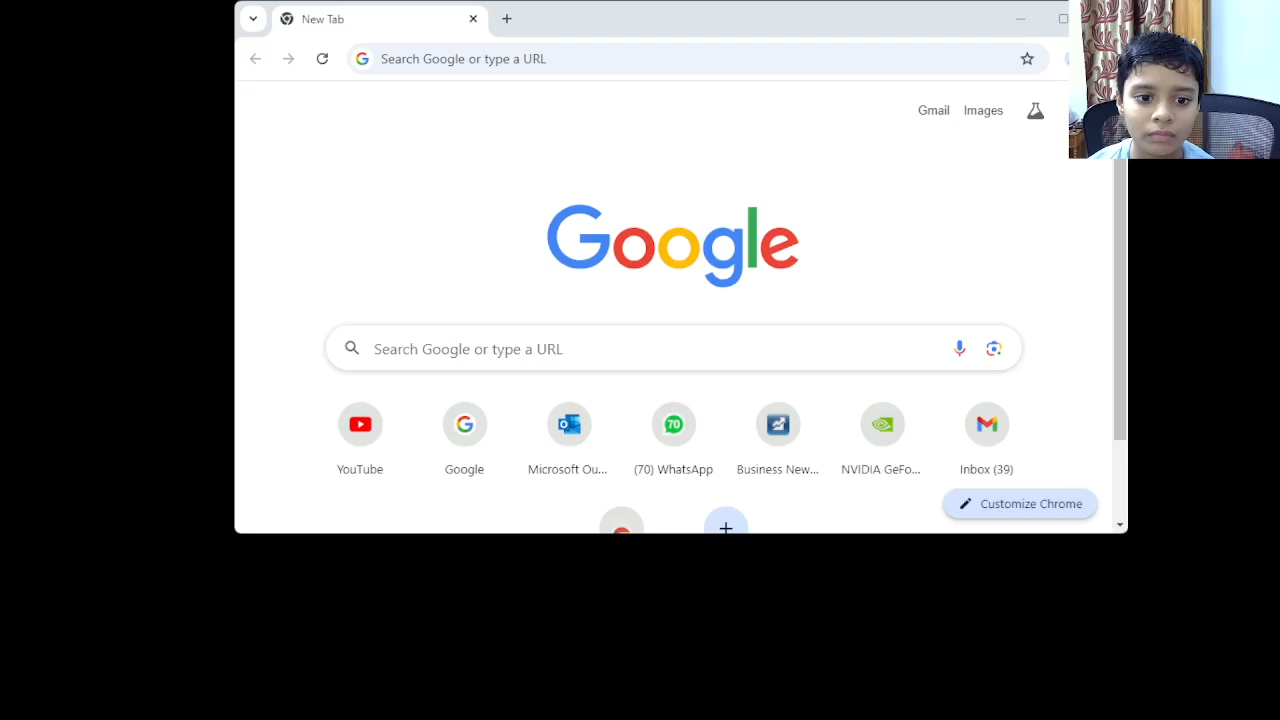 New Tab
Search Google or type a URL
Gmail Images
Google
Search Google or type a URL
YouTube Google Microsoft Ou... (70) WhatsApp Business New... NVIDIA GeFo... Inbox (39)
70
Customize Chrome